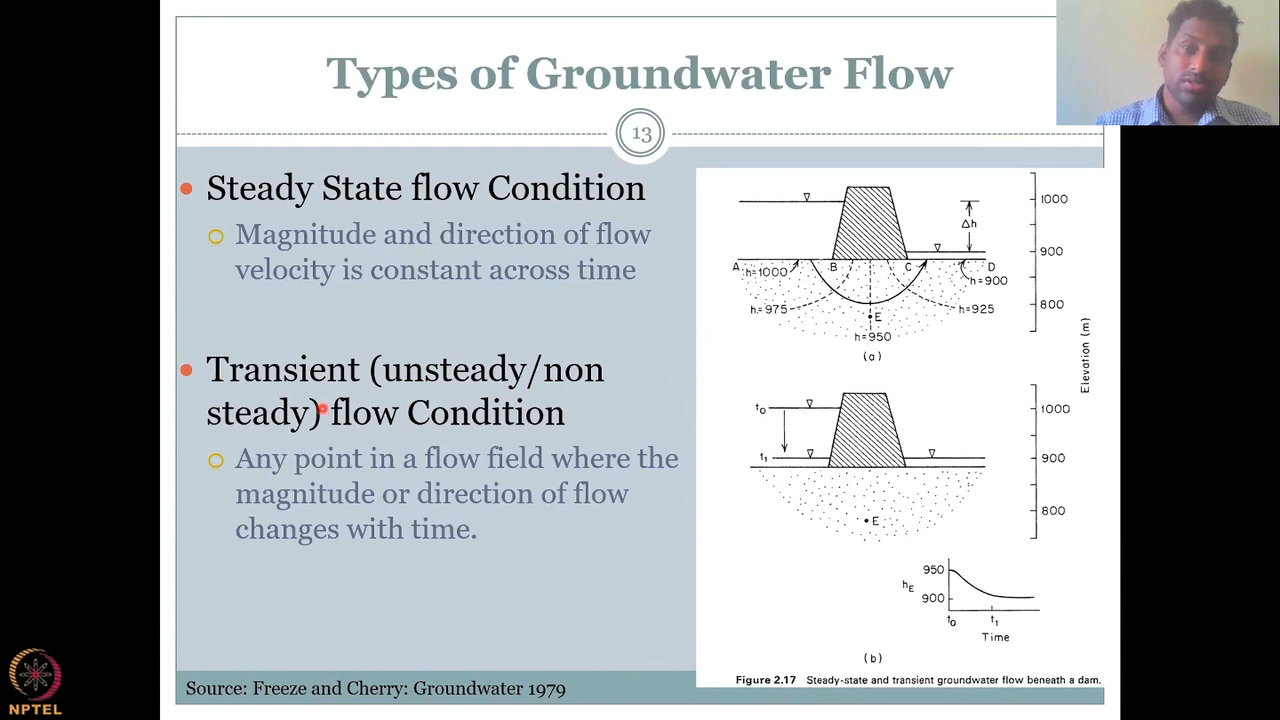 Types of Groundwater Flow
13
Steady State flow Condition
Magnitude and direction of flow
velocity is constant across time
Transient (unsteady/non
steady) flow Condition
Any point in a flow field where the
magnitude or direction of flow
changes with time.
1000
Δh
900
A
h=1000
B
C
D
h=900
h=975
E
h=925
800
h=950
(a)
Elevation (m)
t₀
1000
t₁
900
E
800
950
hE
900
t₀
t₁
Time
(b)
Figure 2.17 Steady-state and transient groundwater flow beneath a dam.
Source: Freeze and Cherry: Groundwater 1979
NPTEL